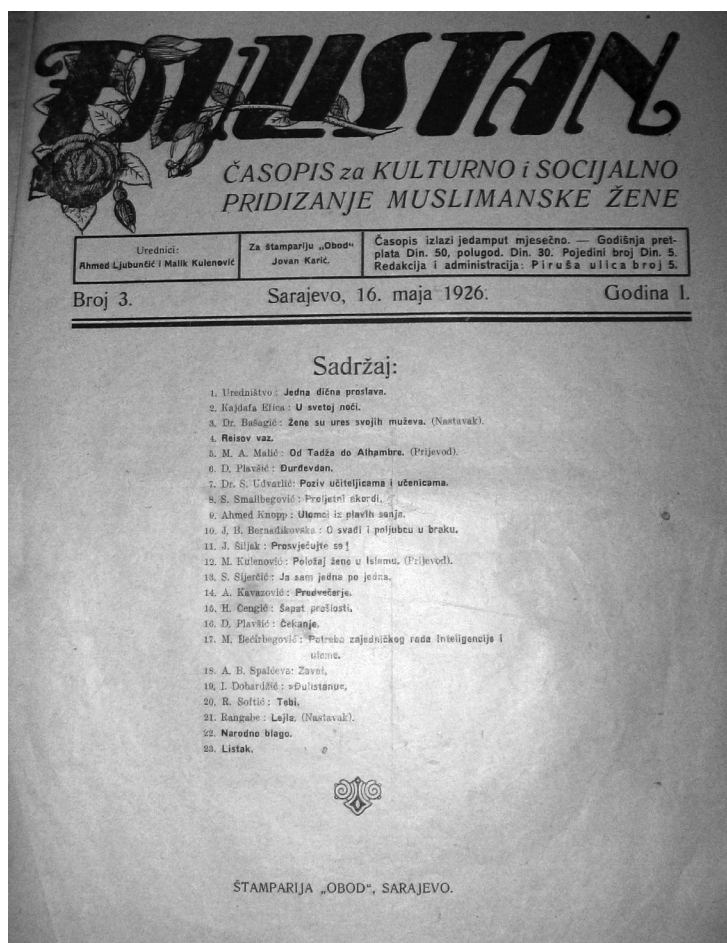 ĐULISTAN
ČASOPIS za KULTURNO i SOCIJALNO
PRIDIZANJE MUSLIMANSKE ŽENE
Urednici:
Ahmed Ljubunčić i Malik Kulenović
Za štampariju „Obod“
Jovan Karić.
Časopis izlazi jedamput mjesečno. — Godišnja pret-
plata Din. 50, polugod. Din. 30. Pojedini broj Din. 5.
Redakcija i administracija: Piruša ulica broj 5.
Broj 3. Sarajevo, 16. maja 1926. Godina I.
Sadržaj:
1. Uredništvo: Jedna dična proslava.
2. Kajdafa Efica: U svetoj noći.
3. Dr. Bašagić: Žene su ures svojih muževa. (Nastavak).
4. Reisov vaz.
5. M. A. Malić: Od Tadža do Alhambre. (Prijevod).
6. D. Plavšić: Đurđevdan.
7. Dr. S. Udvarlić: Poziv učiteljicama i učenicama.
8. S. Smailbegović: Proljetni akordi.
9. Ahmed Knopp: Ulomci iz plavih sanja.
10. J. B. Bernadikovska: O svađi i poljubcu u braku.
11. J. Šiljak: Prosvjećujte se!
12. M. Kulenović: Položaj žene u Islamu. (Prijevod).
13. S. Sijerčić: Ja sam jedna po jedna.
14. A. Kavazović: Predvečerje.
15. H. Čengić: Šapat prošlosti.
16. D. Plavšić: Čekanje.
17. M. Bećirbegović: Potreba zajedničkog rada inteligencije i
uleme.
18. A. B. Spalćeva: Zavet.
19. I. Dobardžić: »Đulistanu«.
20. R. Softić: Tebi.
21. Rangabe: Lejla. (Nastavak).
22. Narodno blago.
23. Listak.
ŠTAMPARIJA „OBOD“, SARAJEVO.